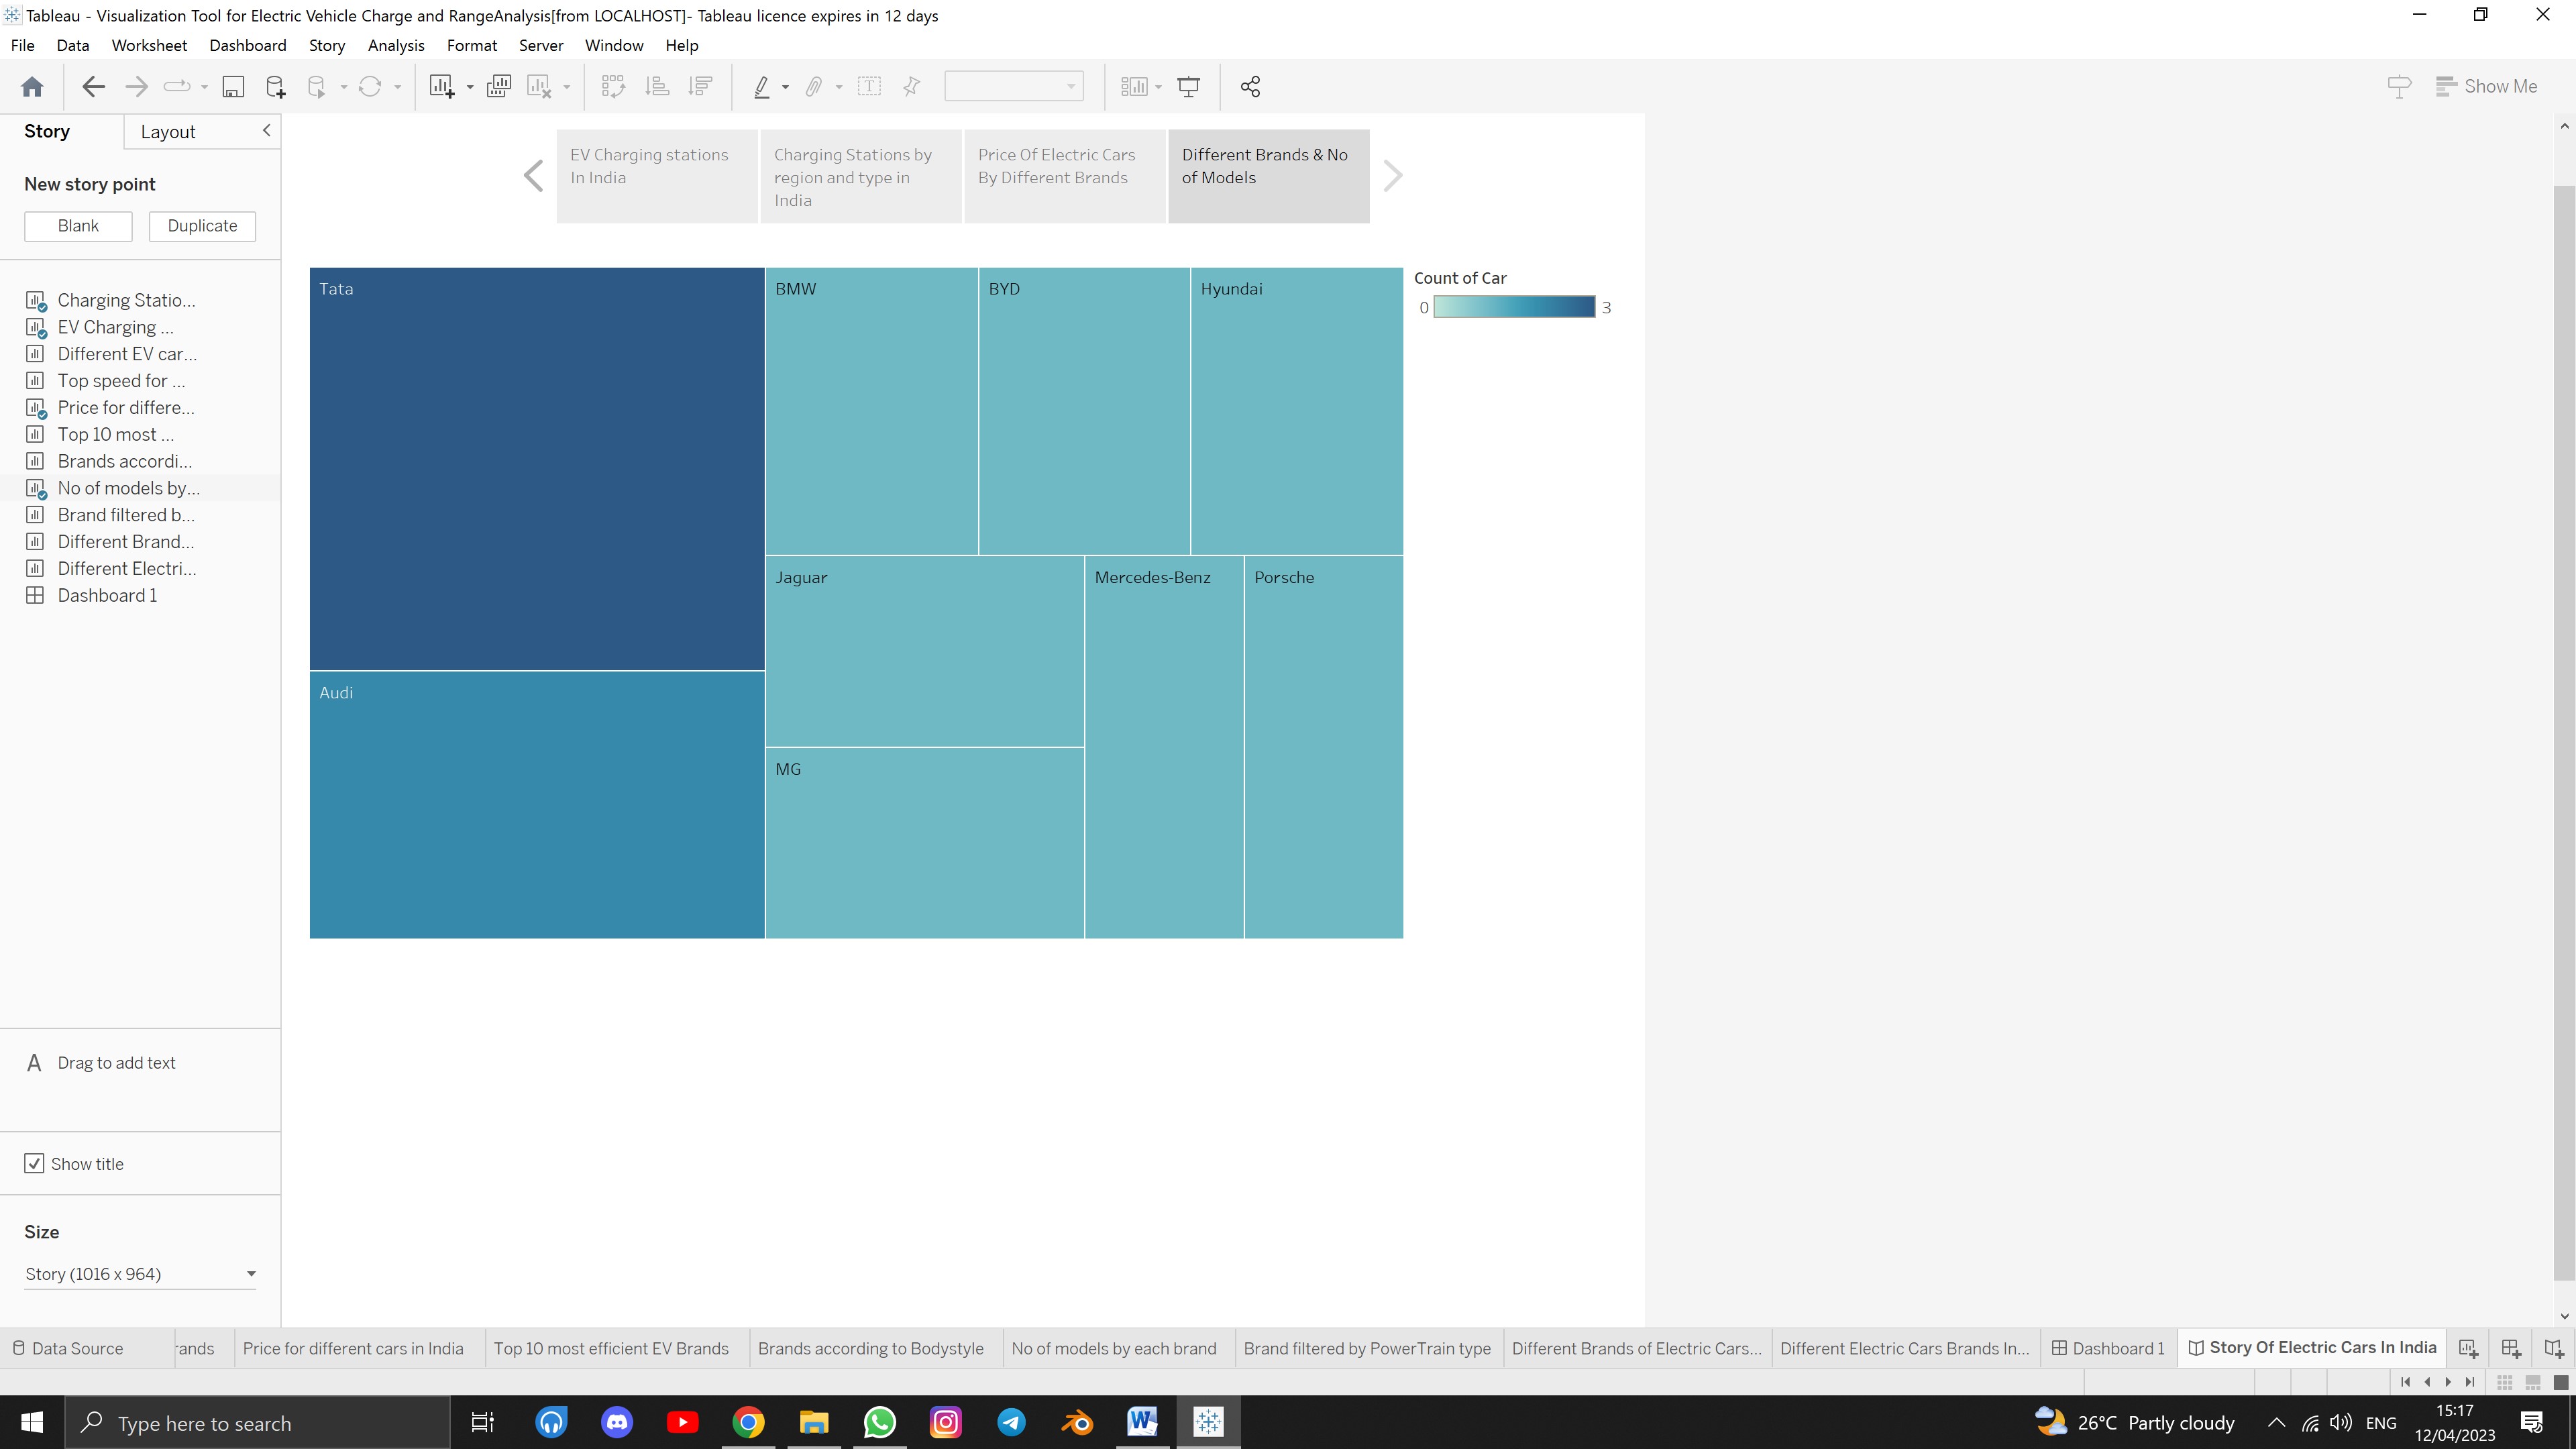 Tableau - Visualization Tool for Electric Vehicle Charge and RangeAnalysis[from LOCALHOST]- Tableau licence expires in 12 days
File Data Worksheet Dashboard Story Analysis Format Server Window Help
Show Me
Story Layout
New story point
Blank Duplicate
Charging Statio...
EV Charging ...
Different EV car...
Top speed for ...
Price for differe...
Top 10 most ...
Brands accordi...
No of models by...
Brand filtered b...
Different Brand...
Different Electri...
Dashboard 1
A Drag to add text
Show title
Size
Story (1016 x 964)
EV Charging stations
In India
Charging Stations by
region and type in
India
Price Of Electric Cars
By Different Brands
Different Brands & No
of Models
Tata
BMW
BYD
Hyundai
Jaguar
Mercedes-Benz
Porsche
Audi
MG
Count of Car
0 3
Data Source rands Price for different cars in India Top 10 most efficient EV Brands Brands according to Bodystyle No of models by each brand Brand filtered by PowerTrain type Different Brands of Electric Cars... Different Electric Cars Brands In... Dashboard 1 Story Of Electric Cars In India
Type here to search
26°C Partly cloudy
ENG
15:17
12/04/2023